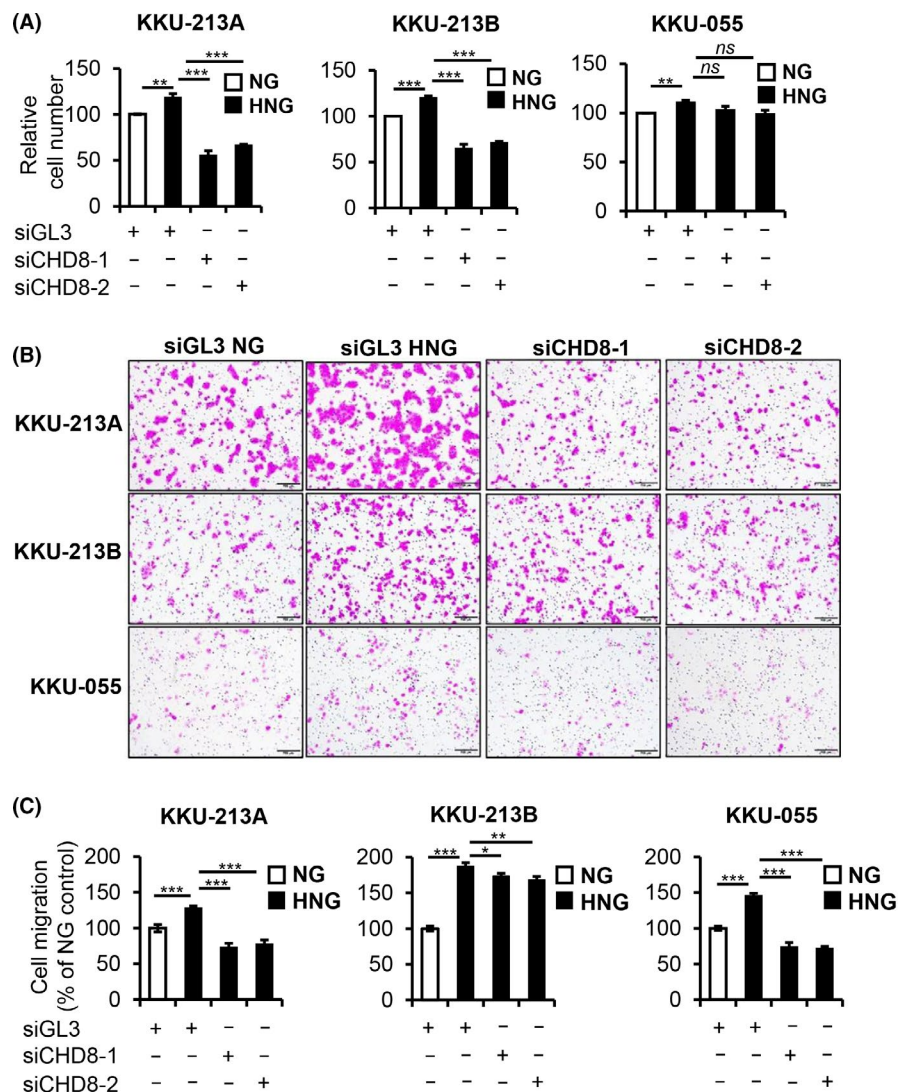 (A)
KKU-213A
KKU-213B
KKU-055
Relative
cell number
150
100
50
0
** *** ***
NG
HNG
150
100
50
0
*** *** ***
NG
HNG
150
100
50
0
** ns ns
NG
HNG
siGL3 + + – – + + – – + + – –
siCHD8-1 – – + – – – + – – – + –
siCHD8-2 – – – + – – – + – – – +
(B)
siGL3 NG siGL3 HNG siCHD8-1 siCHD8-2
KKU-213A
KKU-213B
KKU-055
(C)
KKU-213A
KKU-213B
KKU-055
Cell migration
(% of NG control)
200
150
100
50
0
*** *** ***
NG
HNG
200
150
100
50
0
*** * **
NG
HNG
200
150
100
50
0
*** *** ***
NG
HNG
siGL3 + + – – + + – – + + – –
siCHD8-1 – – + – – – + – – – + –
siCHD8-2 – – – + – – – + – – – +